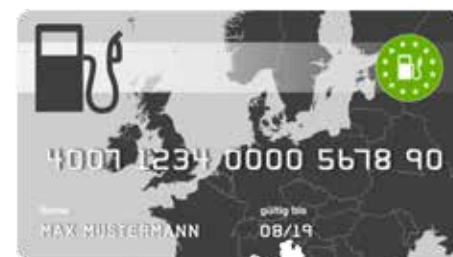 4007 1234 0000 5678 90
Name
gültig bis
MAX MUSTERMANN
08/19